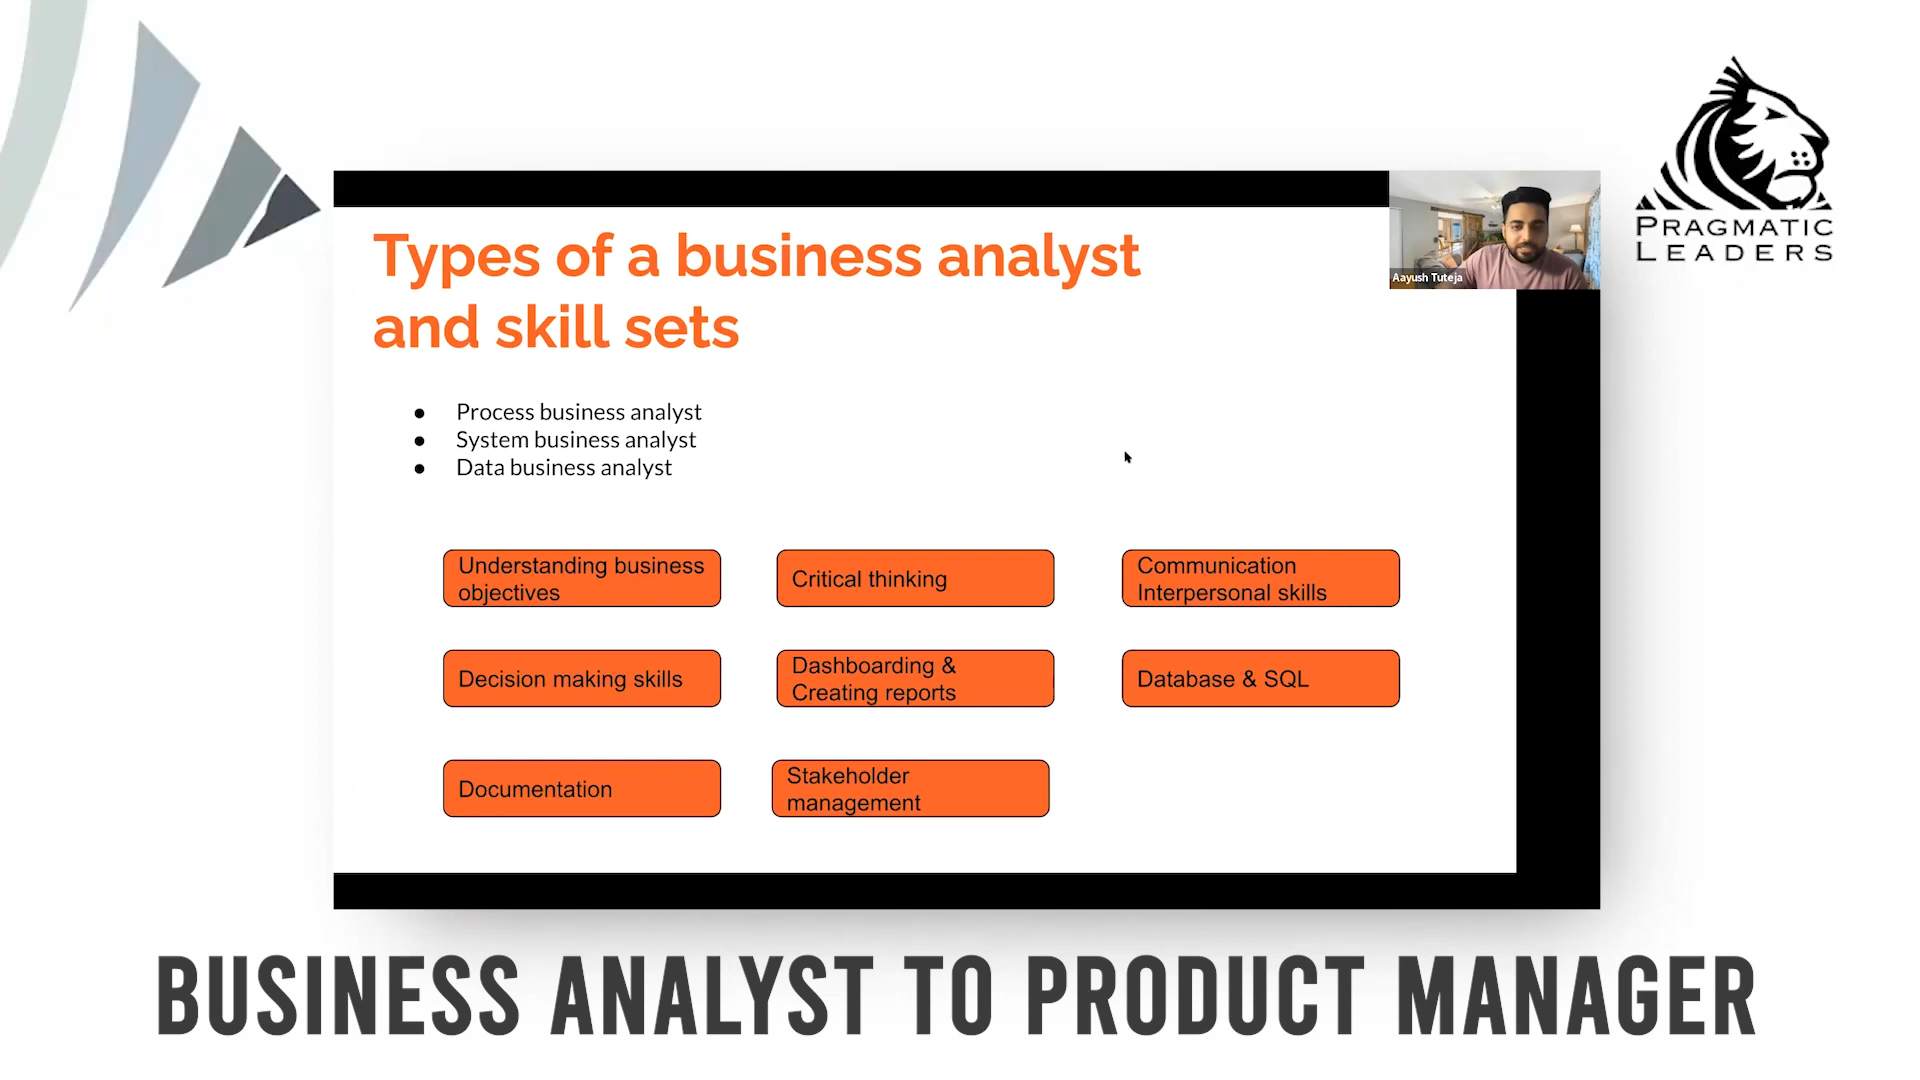 Types of a business analyst
and skill sets
Aayush Tuteja
PRAGMATIC
LEADERS
● Process business analyst
● System business analyst
● Data business analyst
Understanding business
objectives
Critical thinking
Communication
Interpersonal skills
Decision making skills
Dashboarding &
Creating reports
Database & SQL
Documentation
Stakeholder
management
BUSINESS ANALYST TO PRODUCT MANAGER